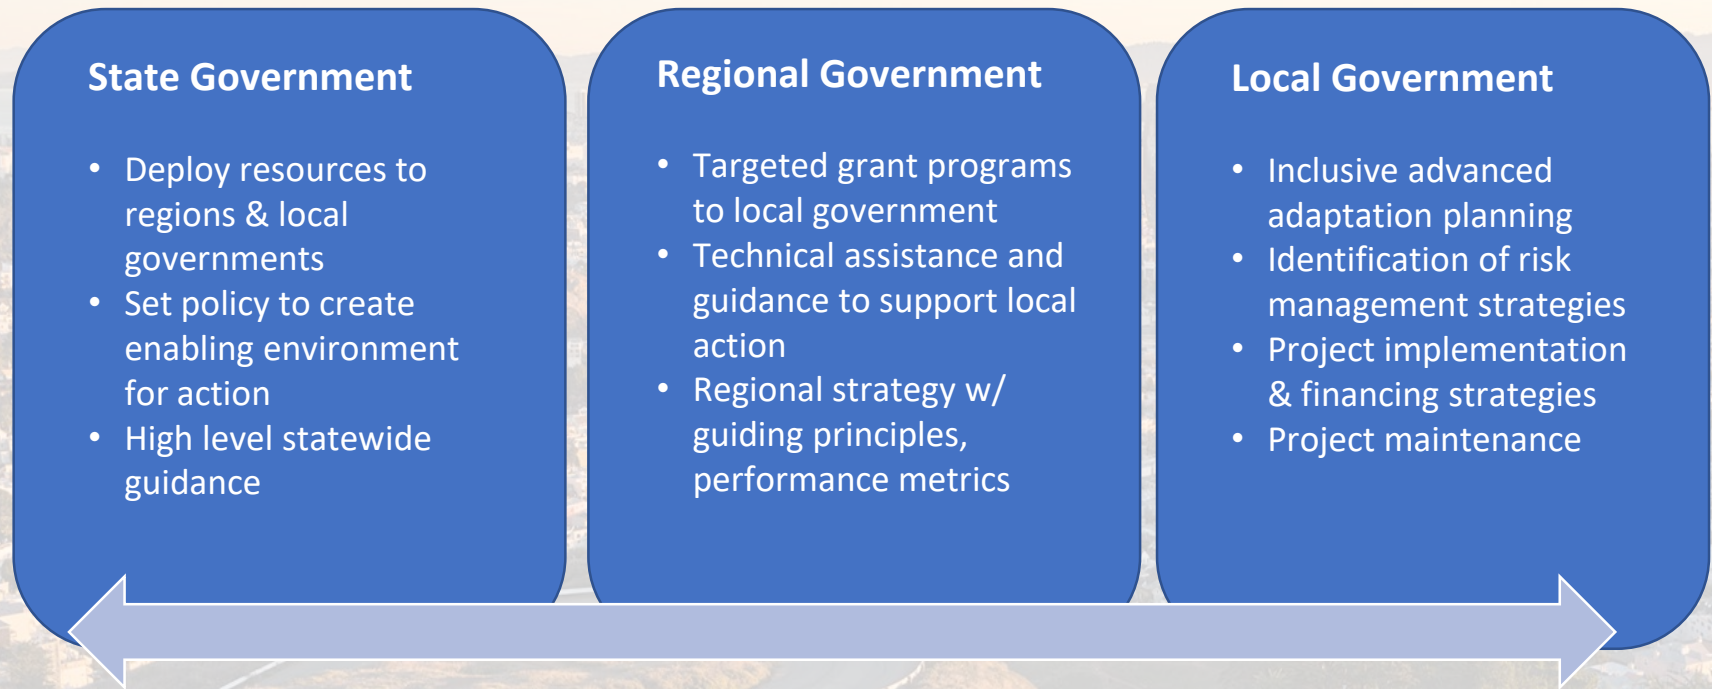 State Government
• Deploy resources to
regions & local
governments
• Set policy to create
enabling environment
for action
• High level statewide
guidance
Regional Government
• Targeted grant programs
to local government
• Technical assistance and
guidance to support local
action
• Regional strategy w/
guiding principles,
performance metrics
Local Government
• Inclusive advanced
adaptation planning
• Identification of risk
management strategies
• Project implementation
& financing strategies
• Project maintenance